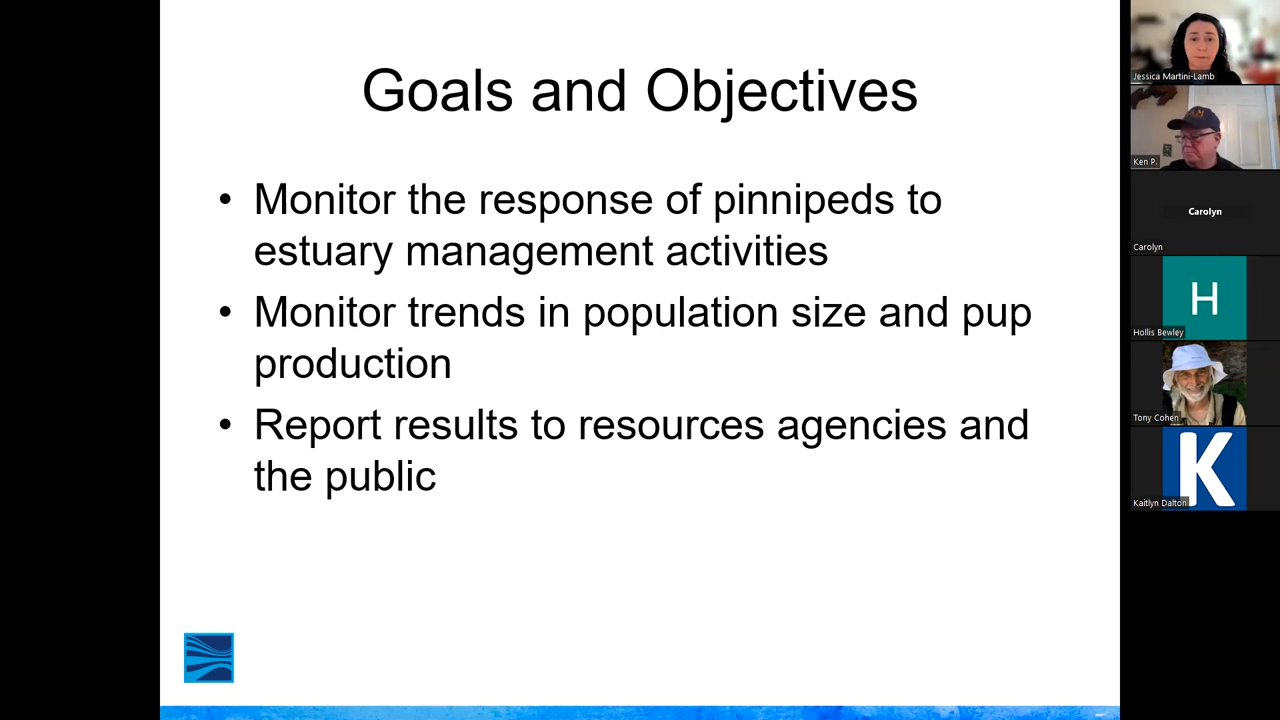 Goals and Objectives
• Monitor the response of pinnipeds to
estuary management activities
• Monitor trends in population size and pup
production
• Report results to resources agencies and
the public
Jessica Martini-Lamb
Ken P.
Carolyn
Carolyn
H
Hollis Bewley
Tony Cohen
K
Kaitlyn Dalton